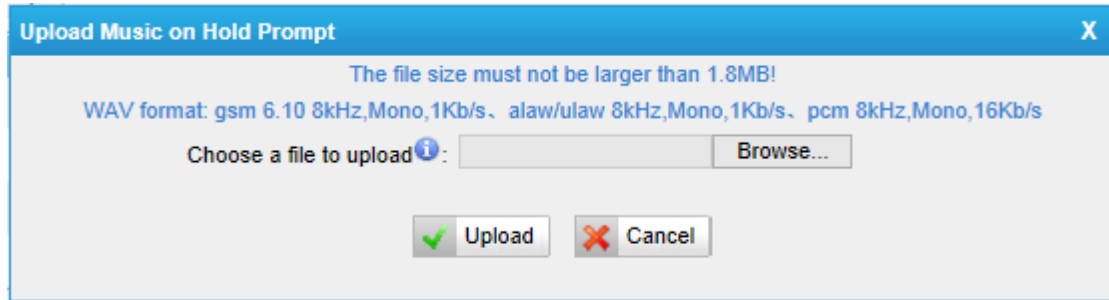 Upload Music on Hold Prompt X
The file size must not be larger than 1.8MB!
WAV format: gsm 6.10 8kHz,Mono,1Kb/s、alaw/ulaw 8kHz,Mono,1Kb/s、pcm 8kHz,Mono,16Kb/s
Choose a file to upload i : Browse...
Upload Cancel